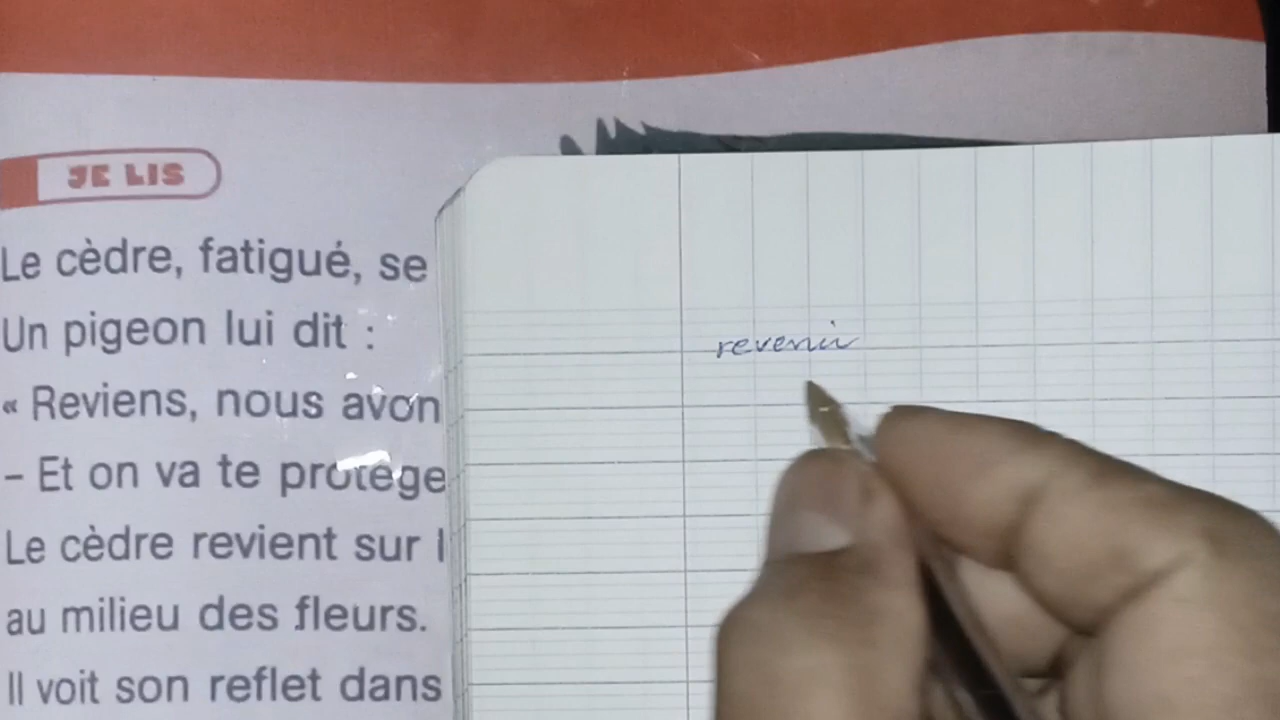 JE LIS
Le cèdre, fatigué, se
Un pigeon lui dit :
« Reviens, nous avon
– Et on va te protège
Le cèdre revient sur l
au milieu des fleurs.
Il voit son reflet dans
revenir